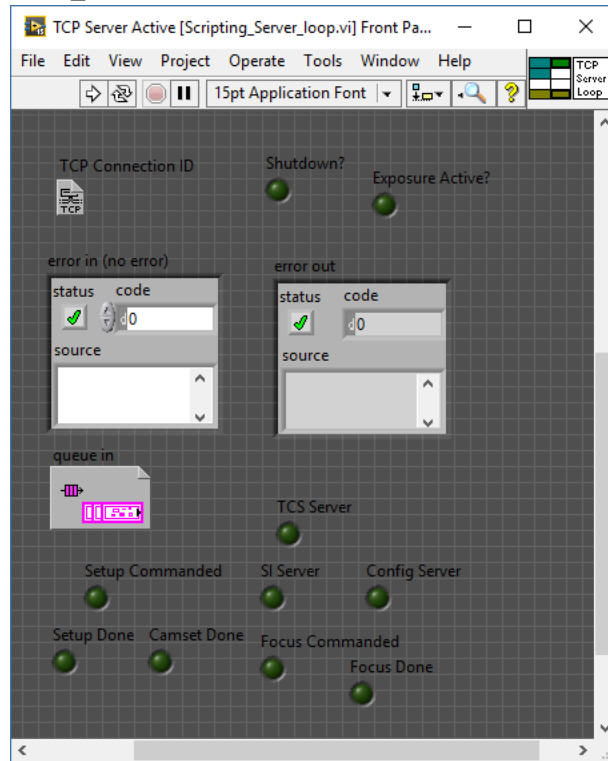 TCP Server Active [Scripting_Server_loop.vi] Front Pa...
File Edit View Project Operate Tools Window Help
15pt Application Font
TCP
Server
Loop
TCP Connection ID
Shutdown?
Exposure Active?
TCP
error in (no error)
error out
status code
d 0
source
status code
d 0
source
queue in
TCS Server
Setup Commanded
SI Server
Config Server
Setup Done
Camset Done
Focus Commanded
Focus Done